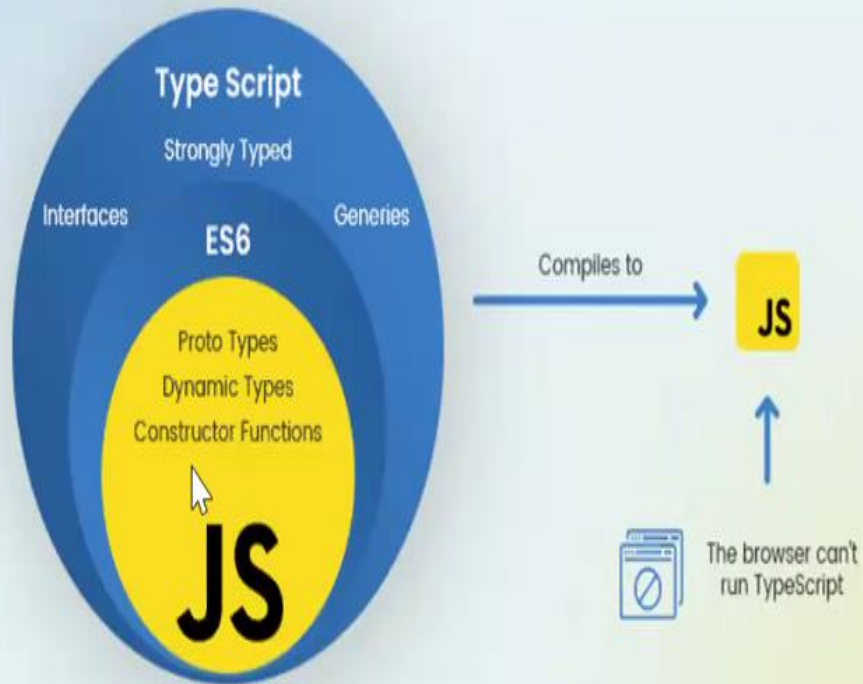 Type Script
Strongly Typed
Interfaces
Generies
ES6
Proto Types
Dynamic Types
Constructor Functions
JS
Compiles to
JS
The browser can't
run TypeScript